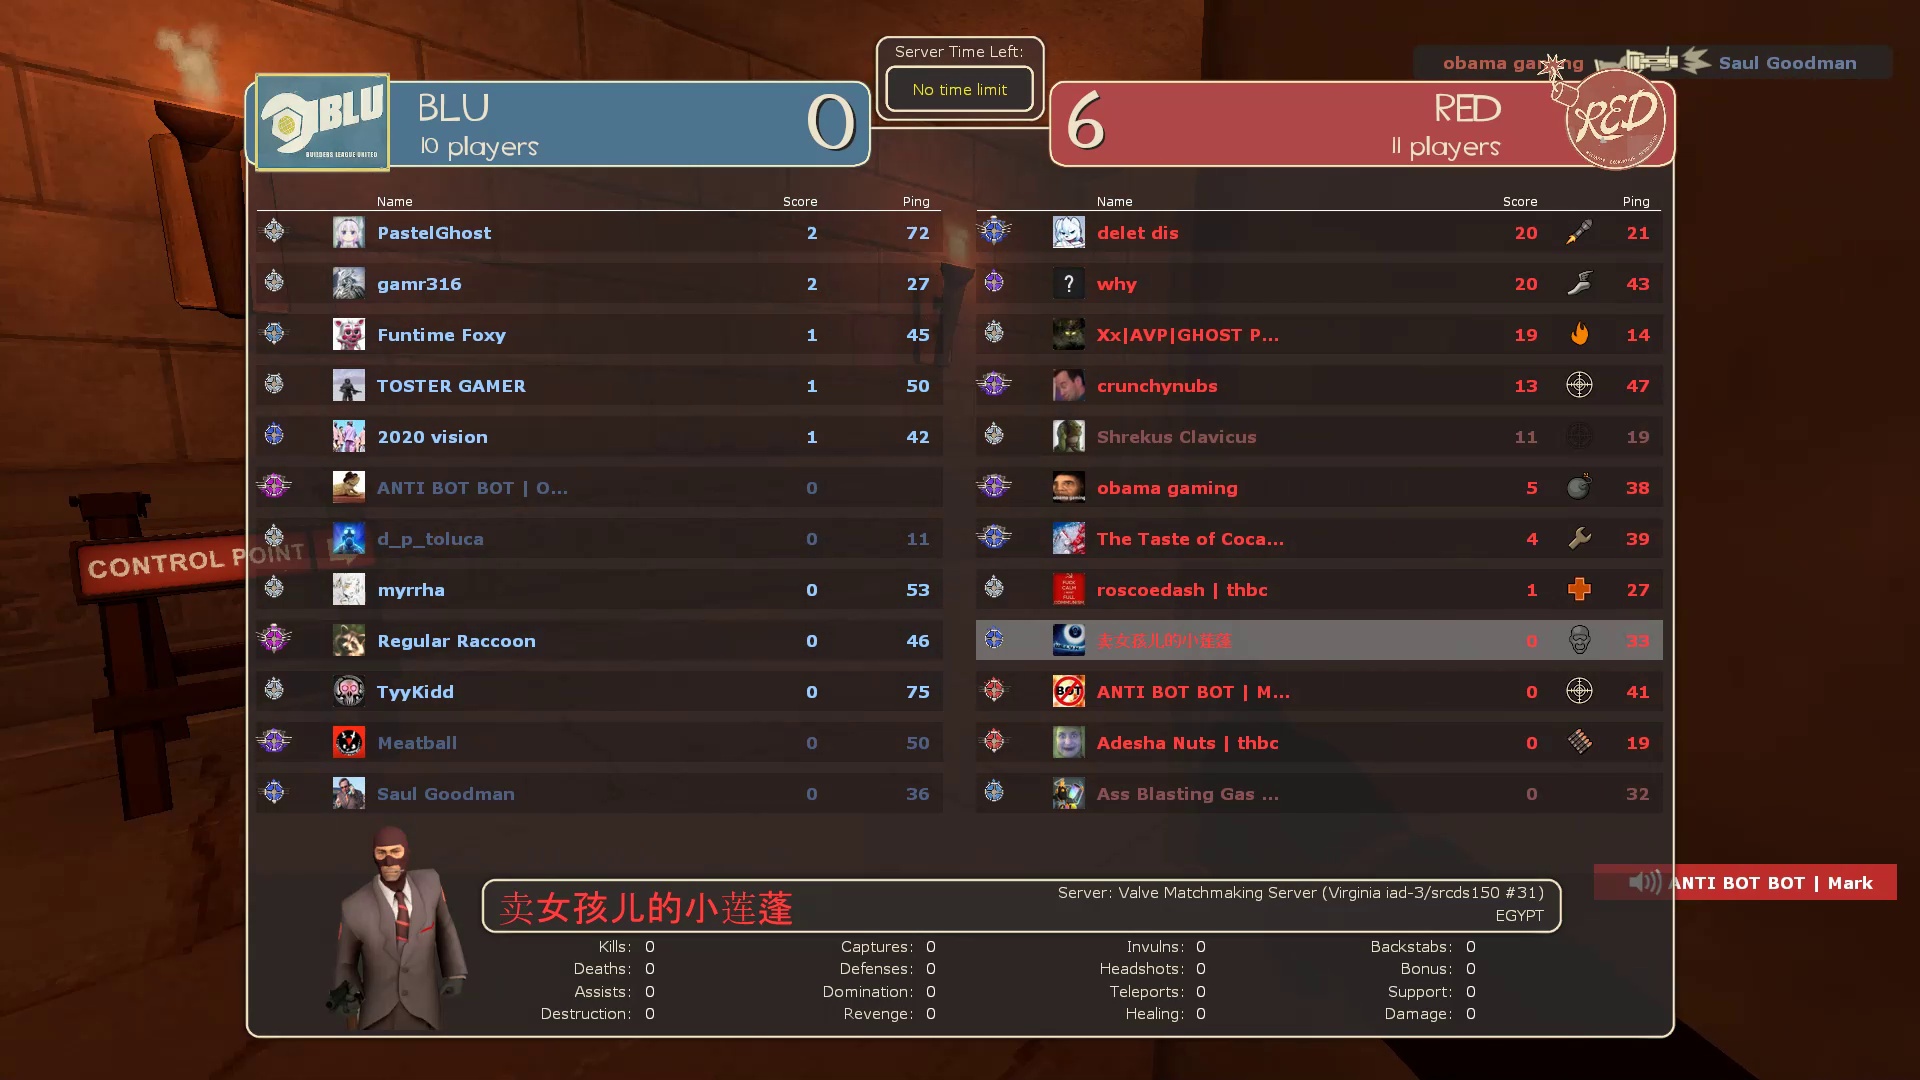 Server Time Left:
No time limit
obama gaming Saul Goodman
BLU
BUILDERS LEAGUE UNITED
BLU
10 players
0
6
RED
11 players
RED
Name Score Ping
PastelGhost 2 72
gamr316 2 27
Funtime Foxy 1 45
TOSTER GAMER 1 50
2020 vision 1 42
ANTI BOT BOT | O... 0
d_p_toluca 0 11
myrrha 0 53
Regular Raccoon 0 46
TyyKidd 0 75
Meatball 0 50
Saul Goodman 0 36
Name Score Ping
delet dis 20 21
? why 20 43
Xx|AVP|GHOST P... 19 14
crunchynubs 13 47
Shrekus Clavicus 11 19
obama gaming 5 38
The Taste of Coca... 4 39
roscoedash | thbc 1 27
卖女孩儿的小莲蓬 0 33
BOT ANTI BOT BOT | M... 0 41
Adesha Nuts | thbc 0 19
Ass Blasting Gas ... 0 32
CONTROL POINT
卖女孩儿的小莲蓬
Server: Valve Matchmaking Server (Virginia iad-3/srcds150 #31)
EGYPT
Kills: 0 Captures: 0 Invulns: 0 Backstabs: 0
Deaths: 0 Defenses: 0 Headshots: 0 Bonus: 0
Assists: 0 Domination: 0 Teleports: 0 Support: 0
Destruction: 0 Revenge: 0 Healing: 0 Damage: 0
ANTI BOT BOT | Mark